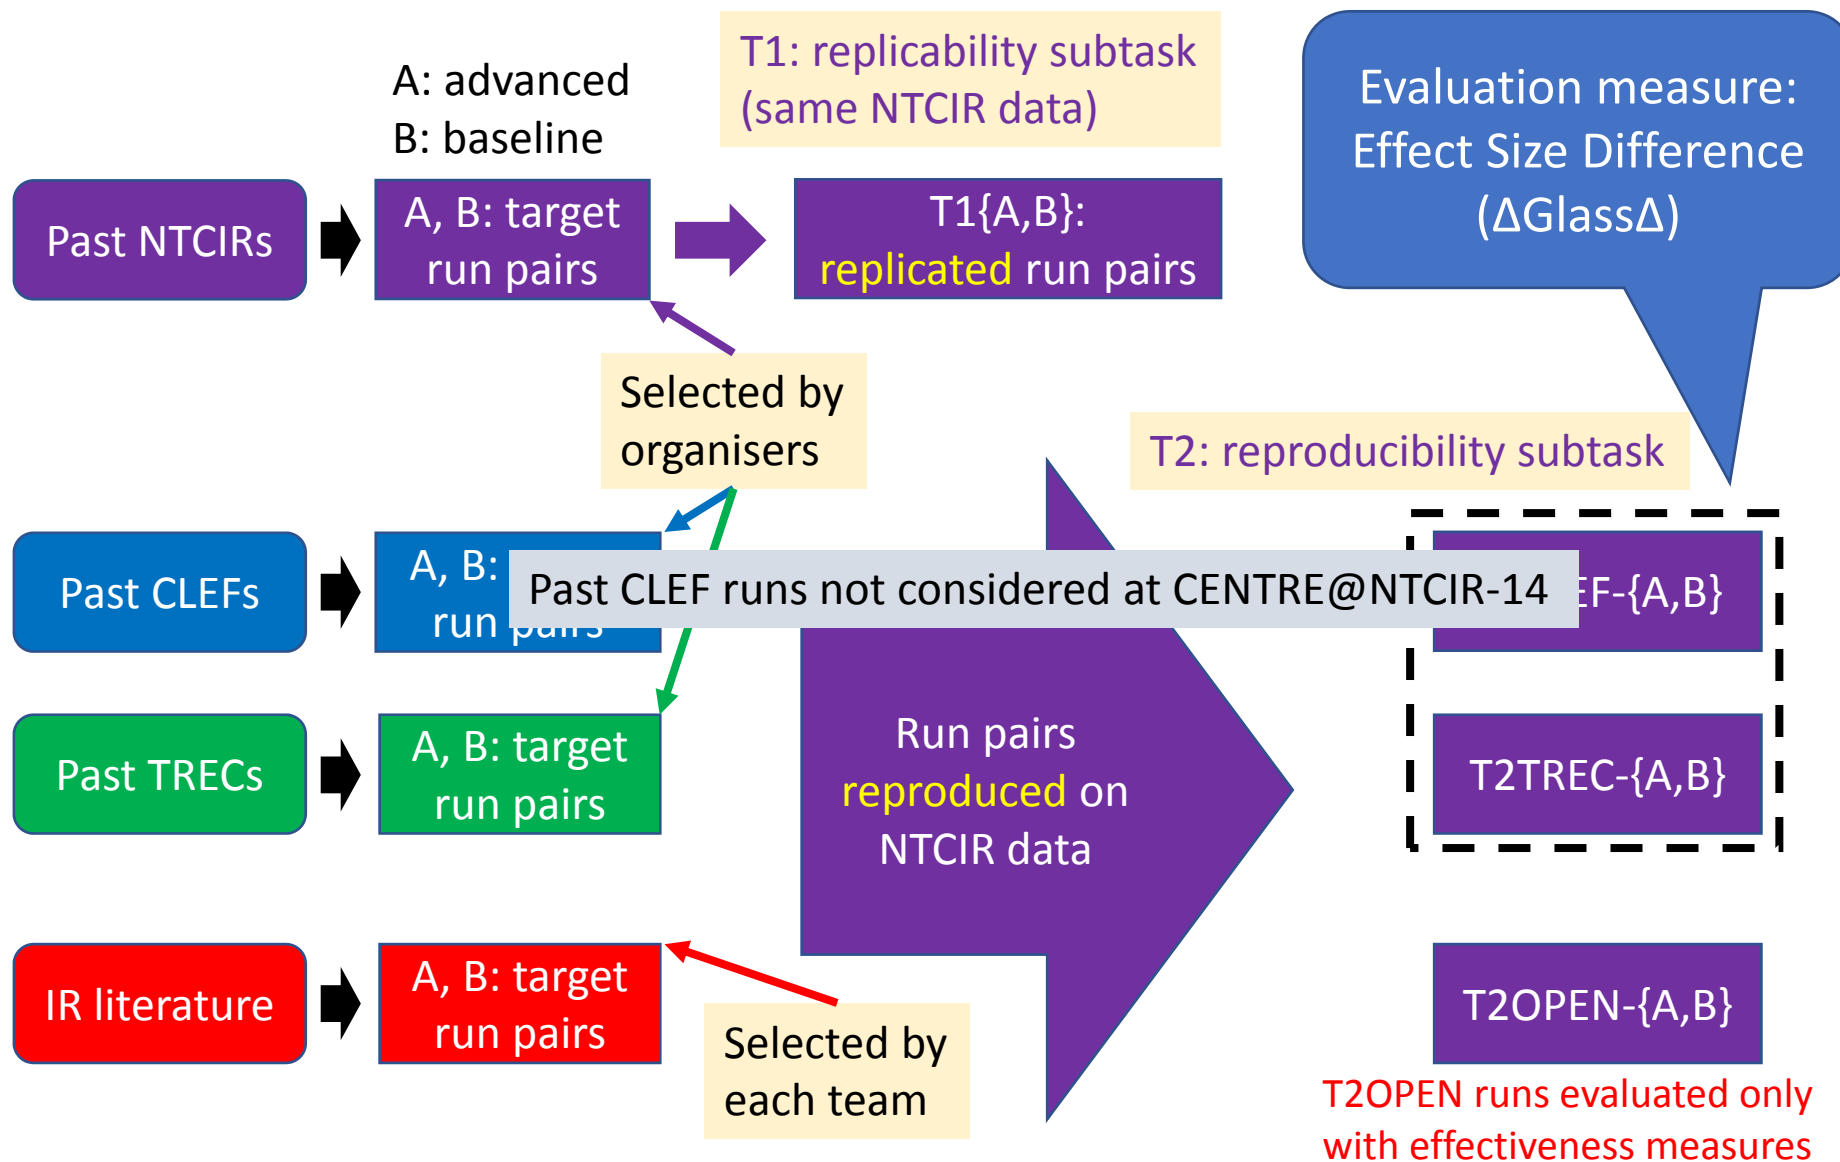 A: advanced
B: baseline
T1: replicability subtask
(same NTCIR data)
Evaluation measure:
Effect Size Difference
(ΔGlassΔ)
Past NTCIRs
A, B: target
run pairs
T1{A,B}:
replicated run pairs
Selected by
organisers
T2: reproducibility subtask
Past CLEFs
A, B:
run pairs
Past CLEF runs not considered at CENTRE@NTCIR-14
EF-{A,B}
Past TRECs
A, B: target
run pairs
Run pairs
reproduced on
NTCIR data
T2TREC-{A,B}
IR literature
A, B: target
run pairs
Selected by
each team
T2OPEN-{A,B}
T2OPEN runs evaluated only
with effectiveness measures